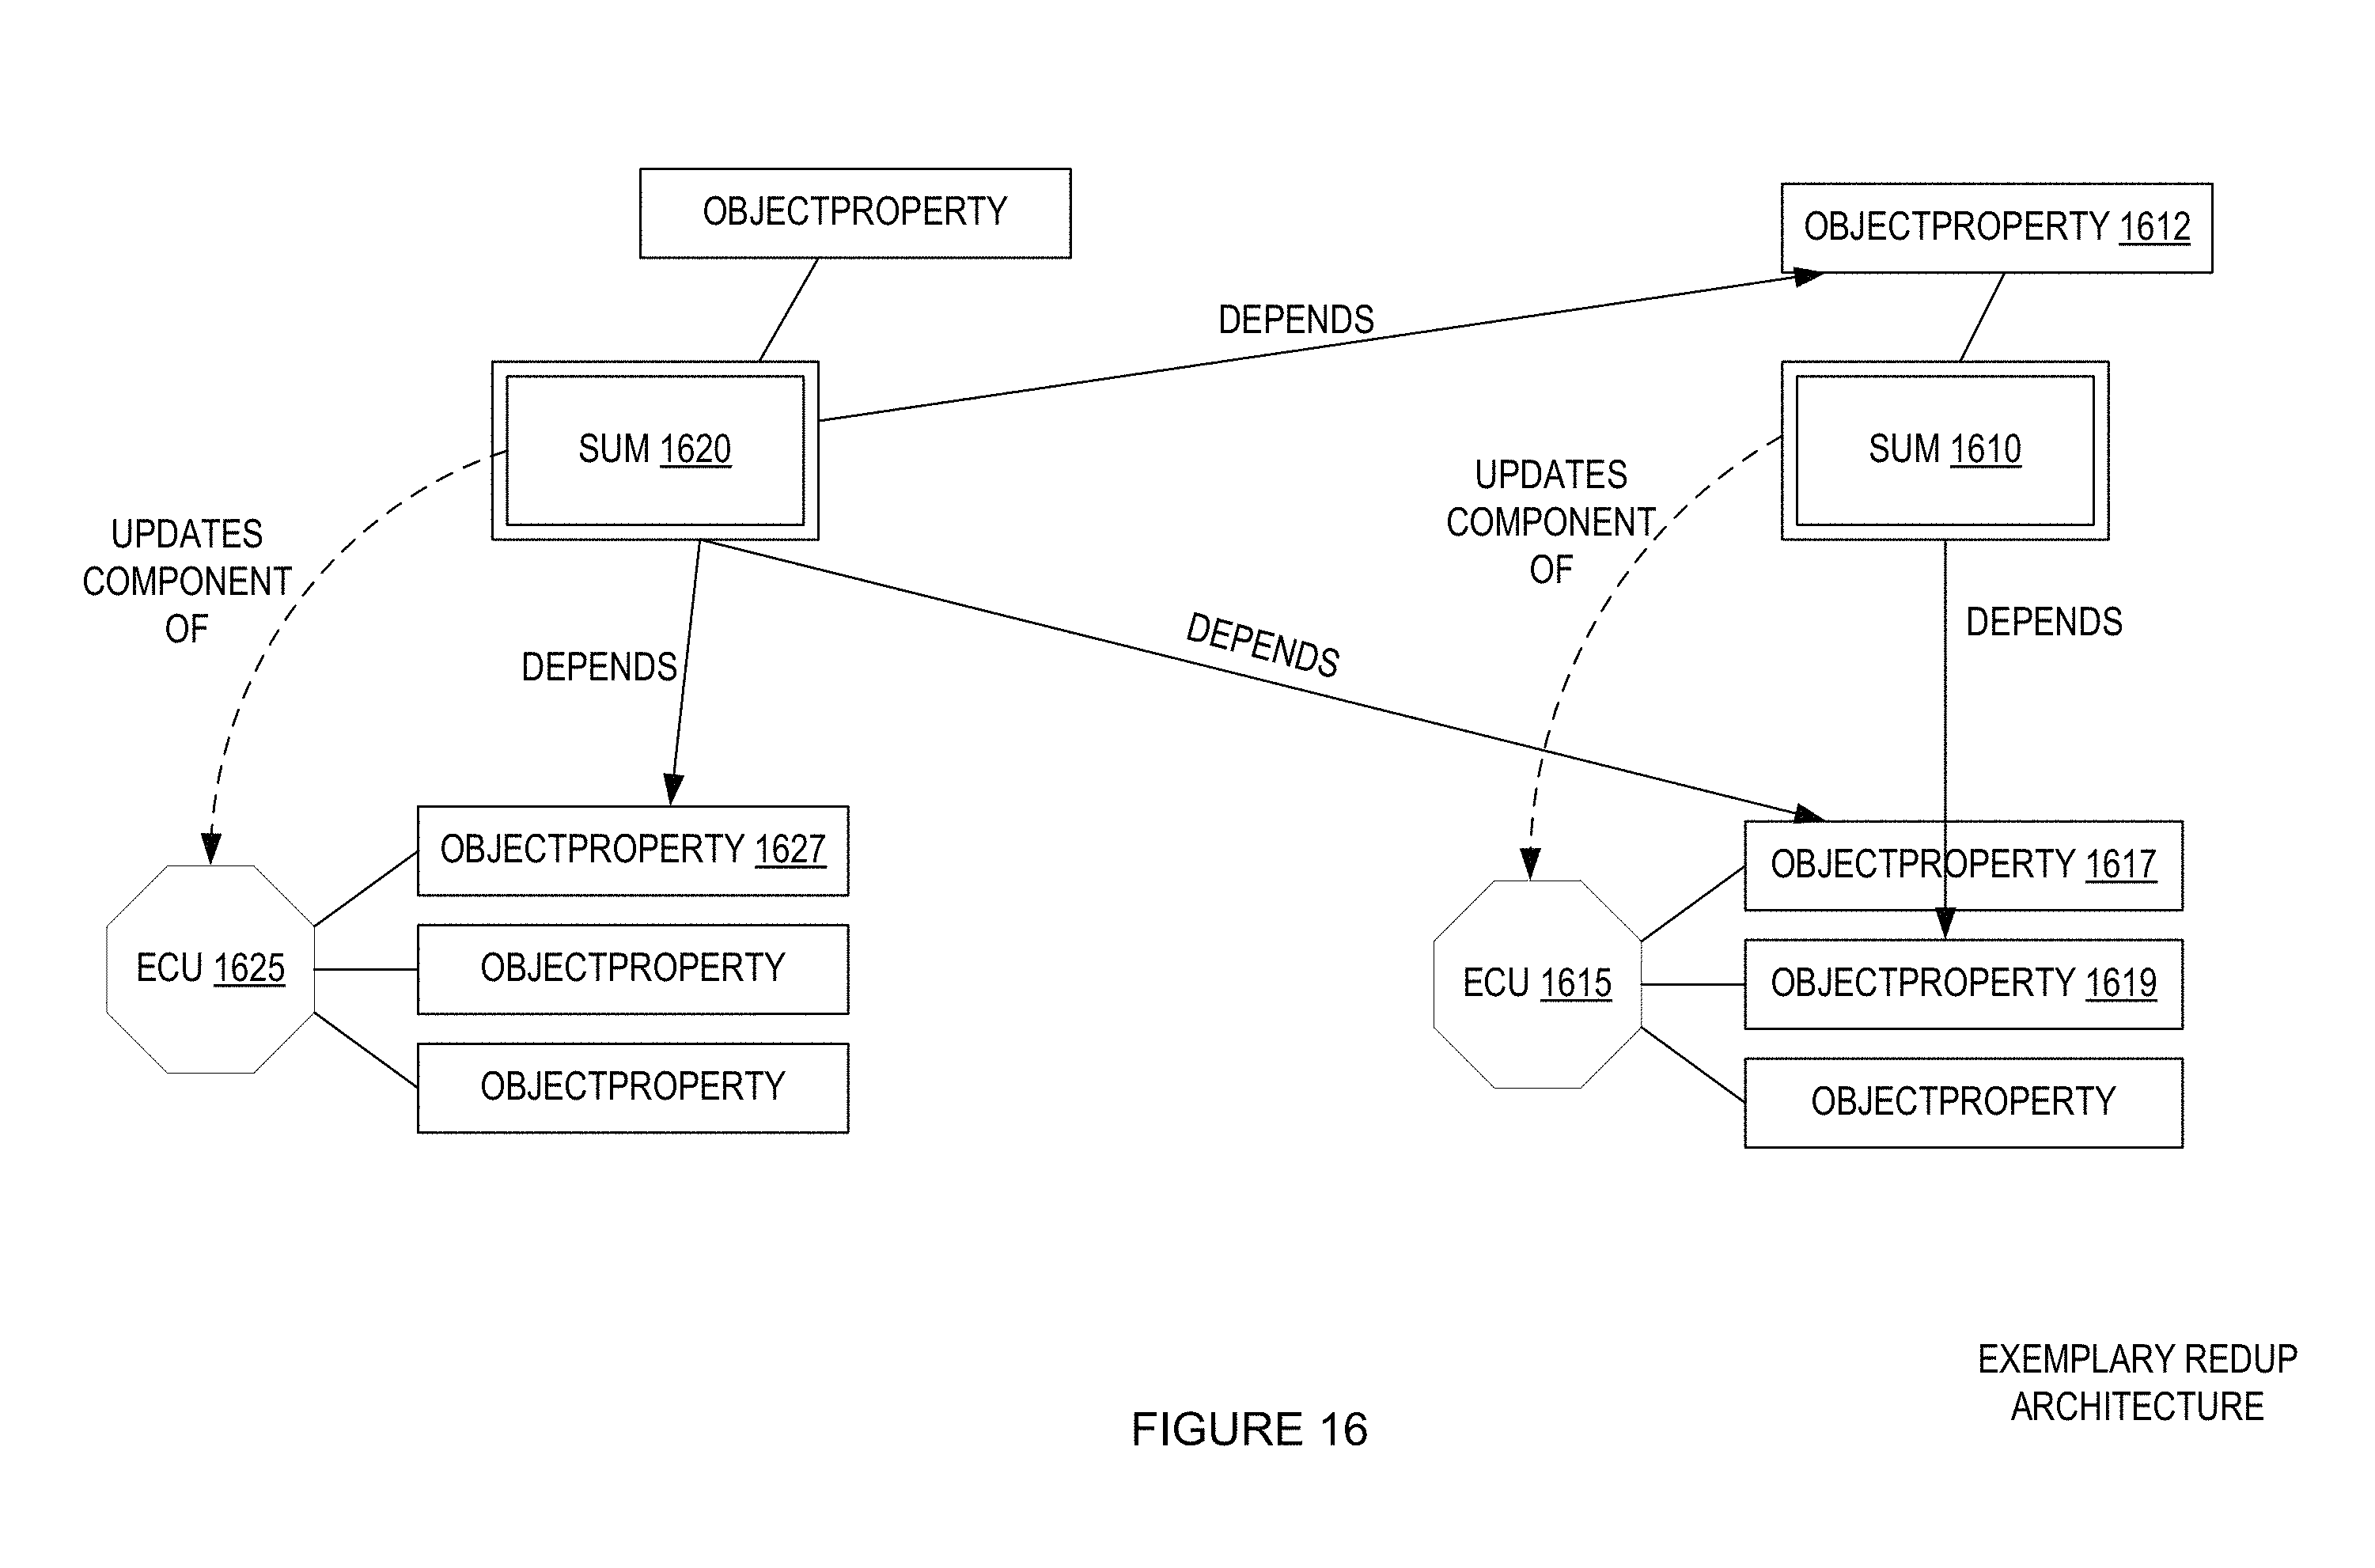 OBJECTPROPERTY
OBJECTPROPERTY 1612
DEPENDS
SUM 1620
SUM 1610
UPDATES
COMPONENT
OF
UPDATES
COMPONENT
OF
DEPENDS
DEPENDS
DEPENDS
OBJECTPROPERTY 1627
OBJECTPROPERTY 1617
ECU 1625
OBJECTPROPERTY
ECU 1615
OBJECTPROPERTY 1619
OBJECTPROPERTY
OBJECTPROPERTY
EXEMPLARY REDUP
ARCHITECTURE
FIGURE 16